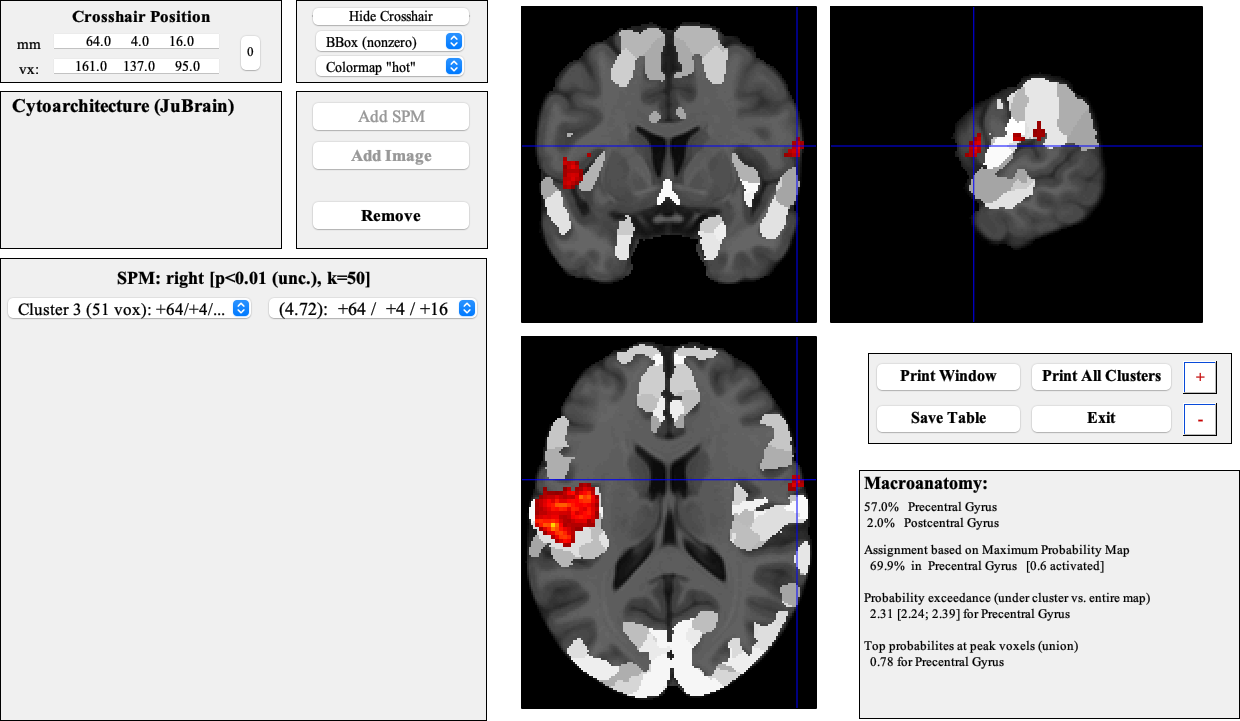 Crosshair Position
mm 64.0 4.0 16.0
vx: 161.0 137.0 95.0
0
Hide Crosshair
BBox (nonzero)
Colormap "hot"
Cytoarchitecture (JuBrain)
Add SPM
Add Image
Remove
SPM: right [p<0.01 (unc.), k=50]
Cluster 3 (51 vox): +64/+4/... (4.72): +64 / +4 / +16
Print Window Print All Clusters +
Save Table Exit -
Macroanatomy:
57.0% Precentral Gyrus
2.0% Postcentral Gyrus
Assignment based on Maximum Probability Map
69.9% in Precentral Gyrus [0.6 activated]
Probability exceedance (under cluster vs. entire map)
2.31 [2.24; 2.39] for Precentral Gyrus
Top probabilites at peak voxels (union)
0.78 for Precentral Gyrus